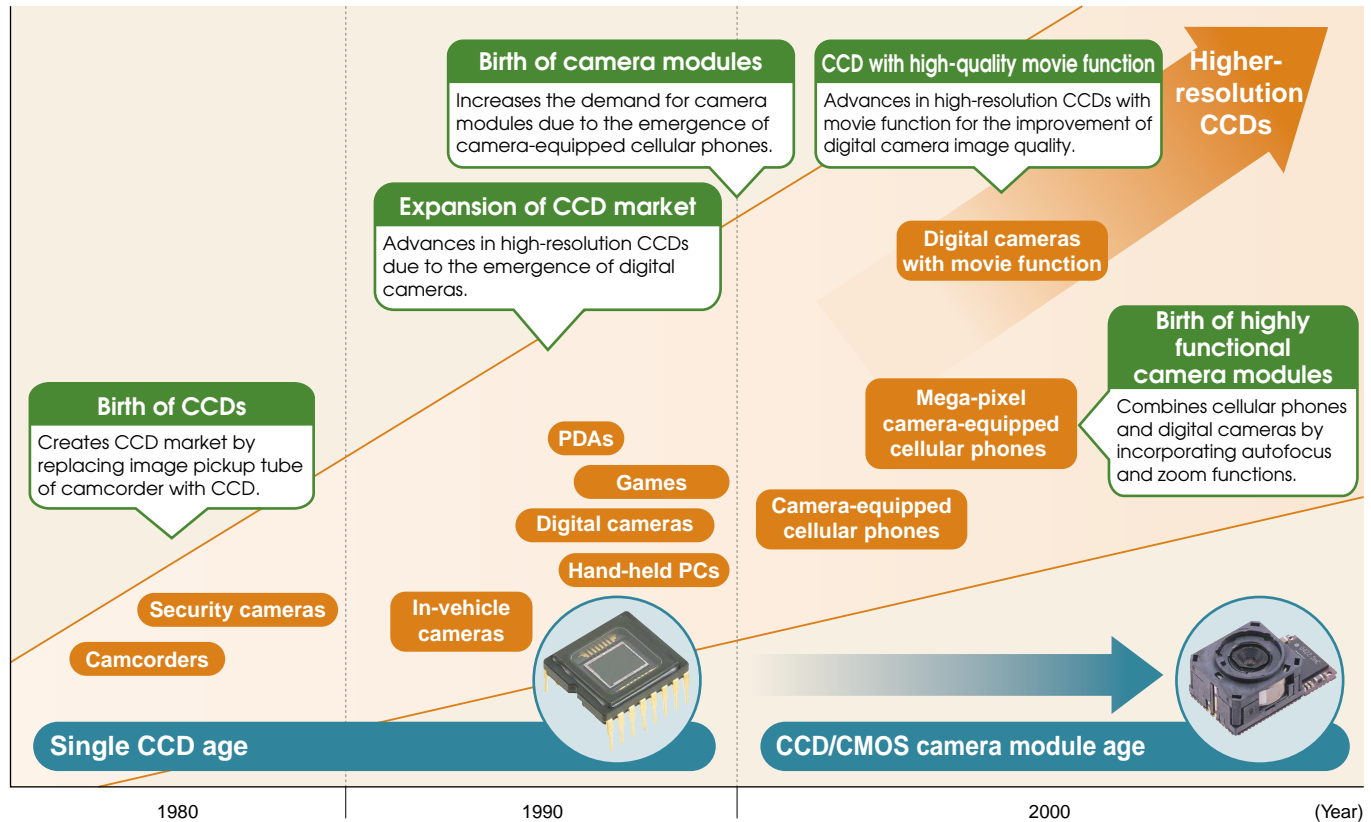 Birth of camera modules
Increases the demand for camera
modules due to the emergence of
camera-equipped cellular phones.
CCD with high-quality movie function
Advances in high-resolution CCDs with
movie function for the improvement of
digital camera image quality.
Higher-
resolution
CCDs
Expansion of CCD market
Advances in high-resolution CCDs
due to the emergence of digital
cameras.
Digital cameras
with movie function
Birth of highly
functional
camera modules
Combines cellular phones
and digital cameras by
incorporating autofocus
and zoom functions.
Birth of CCDs
Creates CCD market by
replacing image pickup tube
of camcorder with CCD.
Mega-pixel
camera-equipped
cellular phones
PDAs
Games
Digital cameras
Hand-held PCs
Camera-equipped
cellular phones
Security cameras
Camcorders
In-vehicle
cameras
Single CCD age
CCD/CMOS camera module age
1980
1990
2000
(Year)